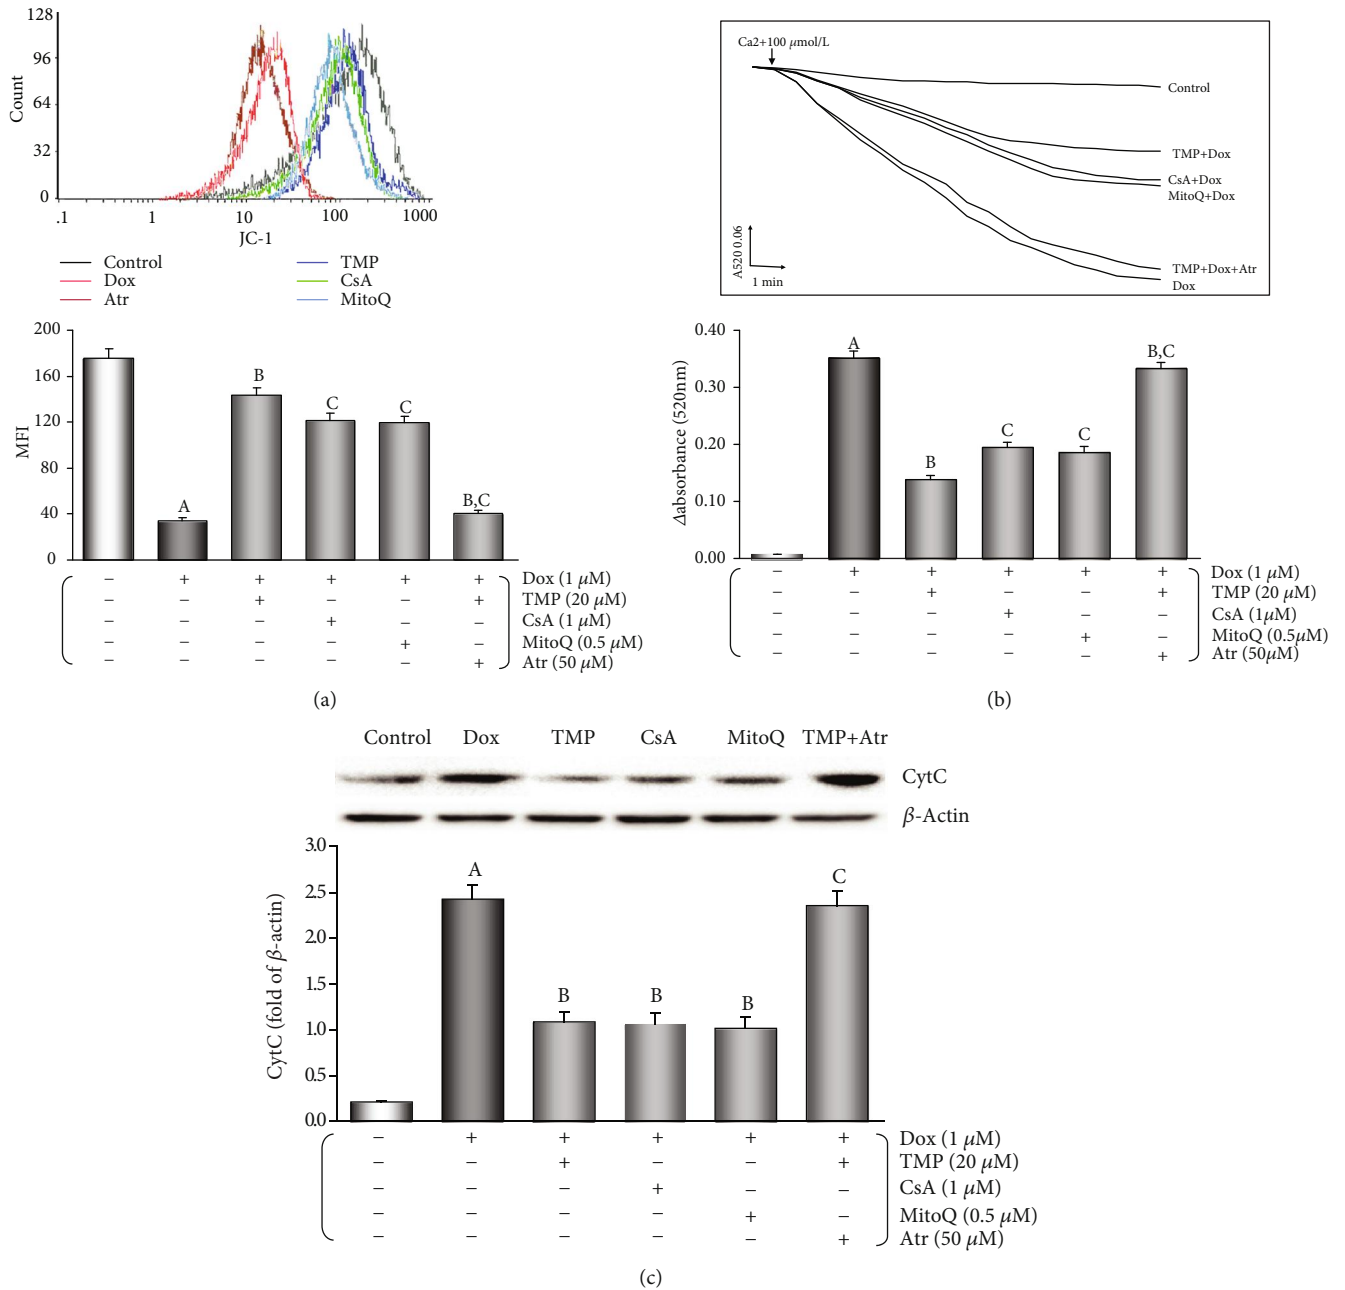 128
96
64
32
0
Count
.1 1 10 100 1000
JC-1
Control
Dox
Atr
TMP
CsA
MitoQ
200
160
120
80
40
0
MFI
A
B
C
C
B,C
– + + + + + Dox (1 μM)
– – + – – + TMP (20 μM)
– – – + – – CsA (1 μM)
– – – – + – MitoQ (0.5 μM)
– – – – – + Atr (50 μM)
(a)
Ca2+100 μmol/L
Control
TMP+Dox
CsA+Dox
MitoQ+Dox
TMP+Dox+Atr
Dox
A520 0.06
1 min
0.40
0.30
0.20
0.10
0.00
Δabsorbance (520nm)
A
B
C
C
B,C
– + + + + + Dox (1 μM)
– – + – – + TMP (20 μM)
– – – + – – CsA (1μM)
– – – – + – MitoQ (0.5μM)
– – – – – + Atr (50μM)
(b)
Control Dox TMP CsA MitoQ TMP+Atr
CytC
β-Actin
3.0
2.5
2.0
1.5
1.0
0.5
0.0
CytC (fold of β-actin)
A
B
B
B
C
– + + + + + Dox (1 μM)
– – + – – + TMP (20 μM)
– – – + – – CsA (1 μM)
– – – – + – MitoQ (0.5 μM)
– – – – – + Atr (50 μM)
(c)